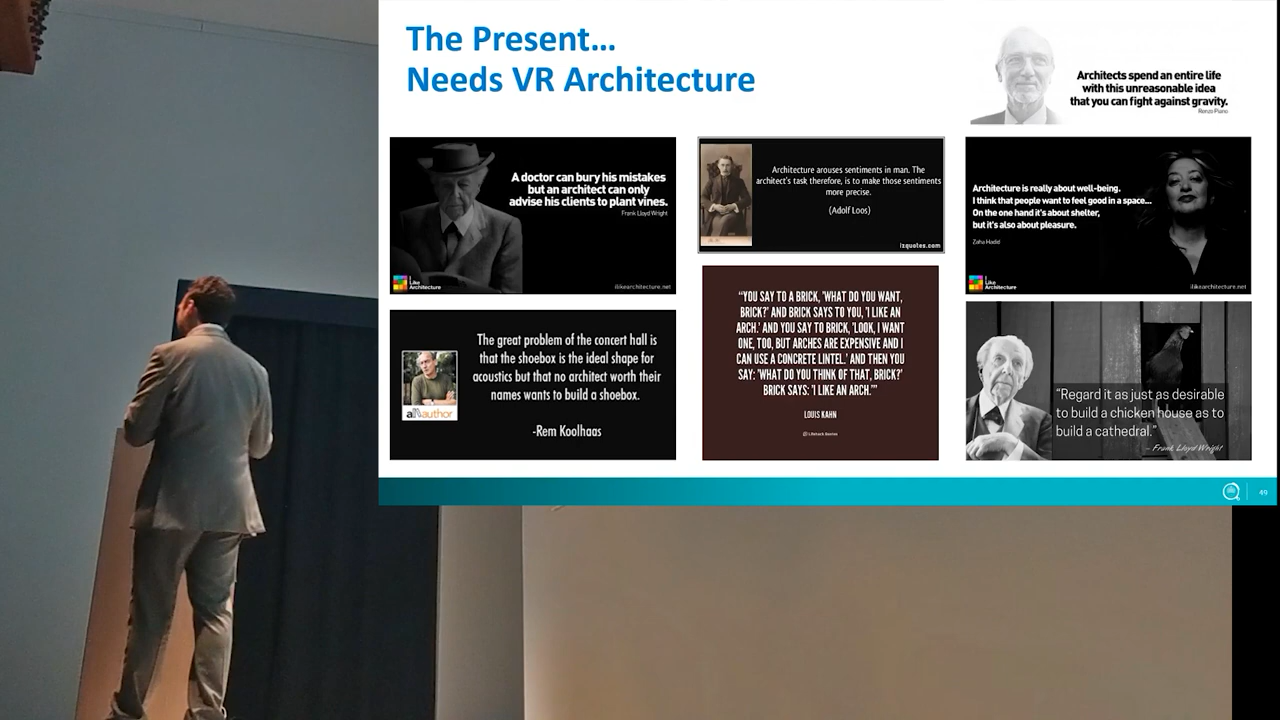 The Present...
Needs VR Architecture
Architects spend an entire life
with this unreasonable idea
that you can fight against gravity.
Renzo Piano
A doctor can bury his mistakes
but an architect can only
advise his clients to plant vines.
Frank Lloyd Wright
I Like
Architecture
ilikearchitecture.net
Architecture arouses sentiments in man. The
architect's task therefore, is to make those sentiments
more precise.
(Adolf Loos)
izquotes.com
Architecture is really about well-being.
I think that people want to feel good in a space...
On the one hand it's about shelter,
but it's also about pleasure.
Zaha Hadid
I Like
Architecture
ilikearchitecture.net
The great problem of the concert hall is
that the shoebox is the ideal shape for
acoustics but that no architect worth their
names wants to build a shoebox.
-Rem Koolhaas
author
"YOU SAY TO A BRICK, 'WHAT DO YOU WANT,
BRICK?' AND BRICK SAYS TO YOU, 'I LIKE AN
ARCH.' AND YOU SAY TO BRICK, 'LOOK, I WANT
ONE, TOO, BUT ARCHES ARE EXPENSIVE AND I
CAN USE A CONCRETE LINTEL.' AND THEN YOU
SAY: 'WHAT DO YOU THINK OF THAT, BRICK?'
BRICK SAYS: 'I LIKE AN ARCH.'"
LOUIS KAHN
"Regard it as just as desirable
to build a chicken house as to
build a cathedral."
– Frank Lloyd Wright
49